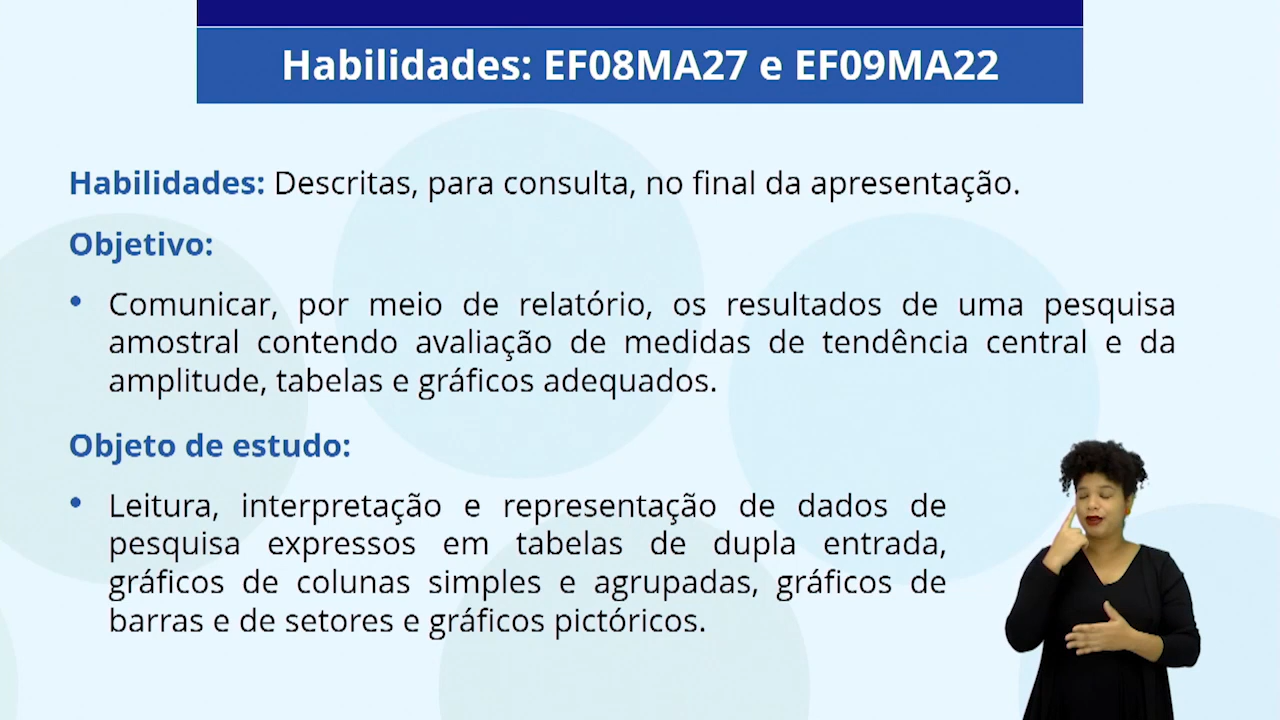 Habilidades: EF08MA27 e EF09MA22
Habilidades: Descritas, para consulta, no final da apresentação.
Objetivo:
• Comunicar, por meio de relatório, os resultados de uma pesquisa
amostral contendo avaliação de medidas de tendência central e da
amplitude, tabelas e gráficos adequados.
Objeto de estudo:
• Leitura, interpretação e representação de dados de
pesquisa expressos em tabelas de dupla entrada,
gráficos de colunas simples e agrupadas, gráficos de
barras e de setores e gráficos pictóricos.